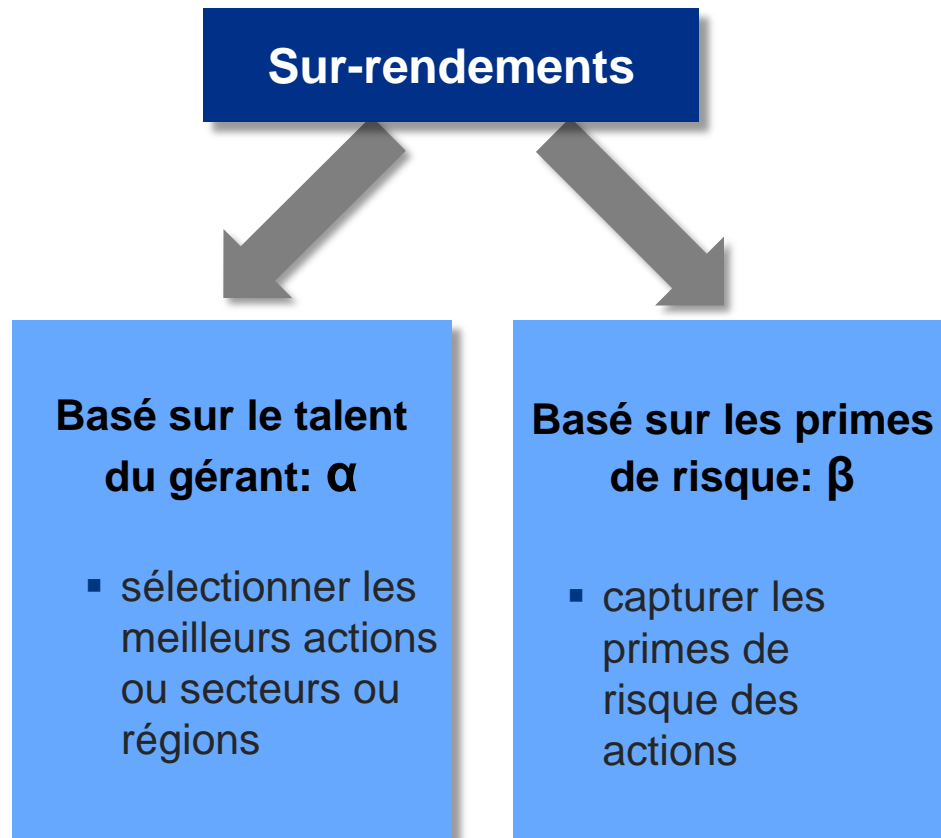 Sur-rendements
Basé sur le talent
du gérant: α
▪ sélectionner les
meilleurs actions
ou secteurs ou
régions
Basé sur les primes
de risque: β
▪ capturer les
primes de
risque des
actions